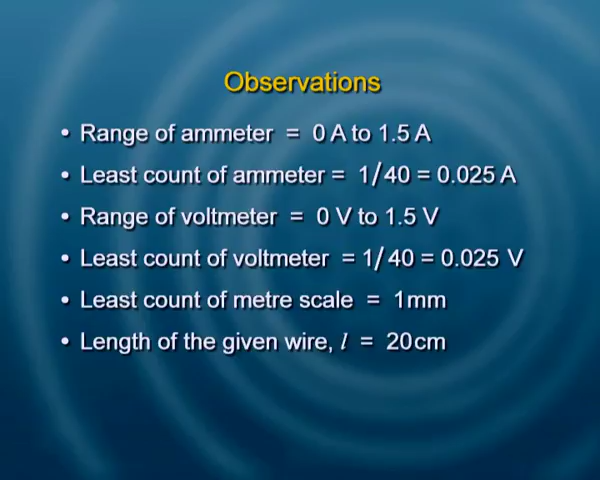 Observations
• Range of ammeter = 0 A to 1.5 A
• Least count of ammeter = 1/40 = 0.025 A
• Range of voltmeter = 0 V to 1.5 V
• Least count of voltmeter = 1/40 = 0.025 V
• Least count of metre scale = 1mm
• Length of the given wire, l = 20cm